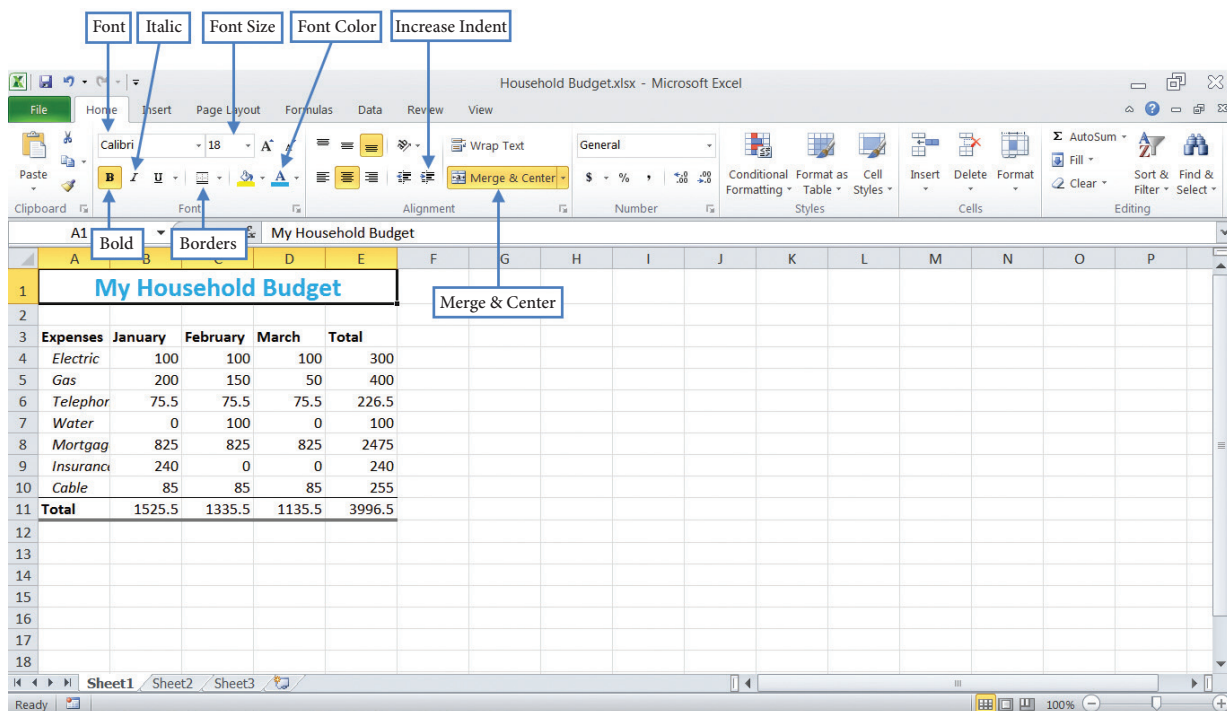 Font Italic Font Size Font Color Increase Indent
Household Budget.xlsx - Microsoft Excel
File Home Insert Page Layout Formulas Data Review View
Calibri 18 A A Wrap Text General Σ AutoSum
Fill
Paste B I U A Merge & Center $ % , .00 .00 Conditional Format as Cell Insert Delete Format Clear Sort & Find &
Formatting Table Styles Filter Select
Clipboard Font Alignment Number Styles Cells Editing
A1 My Household Budget
Bold Borders
A B C D E F G H I J K L M N O P
1 My Household Budget
Merge & Center
2
3 Expenses January February March Total
4 Electric 100 100 100 300
5 Gas 200 150 50 400
6 Telephon 75.5 75.5 75.5 226.5
7 Water 0 100 0 100
8 Mortgag 825 825 825 2475
9 Insuranc 240 0 0 240
10 Cable 85 85 85 255
11 Total 1525.5 1335.5 1135.5 3996.5
12
13
14
15
16
17
18
Sheet1 Sheet2 Sheet3
Ready 100%